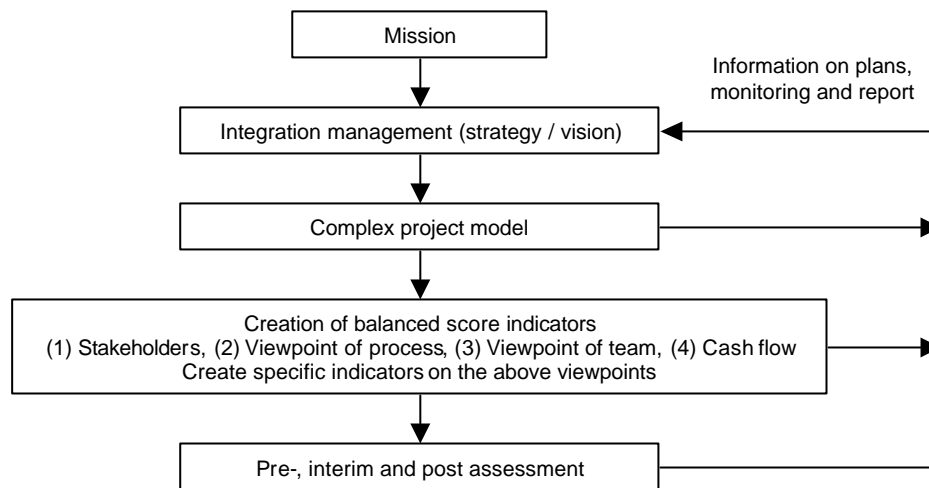 Mission
Information on plans,
monitoring and report
Integration management (strategy / vision)
Complex project model
Creation of balanced score indicators
(1) Stakeholders, (2) Viewpoint of process, (3) Viewpoint of team, (4) Cash flow
Create specific indicators on the above viewpoints
Pre-, interim and post assessment